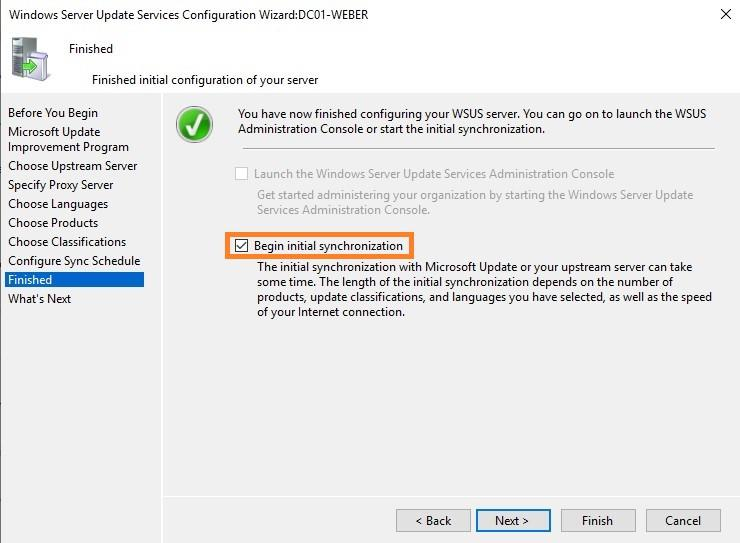 Windows Server Update Services Configuration Wizard:DC01-WEBER
Finished
Finished initial configuration of your server
Before You Begin
Microsoft Update
Improvement Program
Choose Upstream Server
Specify Proxy Server
Choose Languages
Choose Products
Choose Classifications
Configure Sync Schedule
Finished
What's Next
You have now finished configuring your WSUS server. You can go on to launch the WSUS
Administration Console or start the initial synchronization.
Launch the Windows Server Update Services Administration Console
Get started administering your organization by starting the Windows Server Update
Services Administration Console.
Begin initial synchronization
The initial synchronization with Microsoft Update or your upstream server can take
some time. The length of the initial synchronization depends on the number of
products, update classifications, and languages you have selected, as well as the speed
of your Internet connection.
< Back
Next >
Finish
Cancel